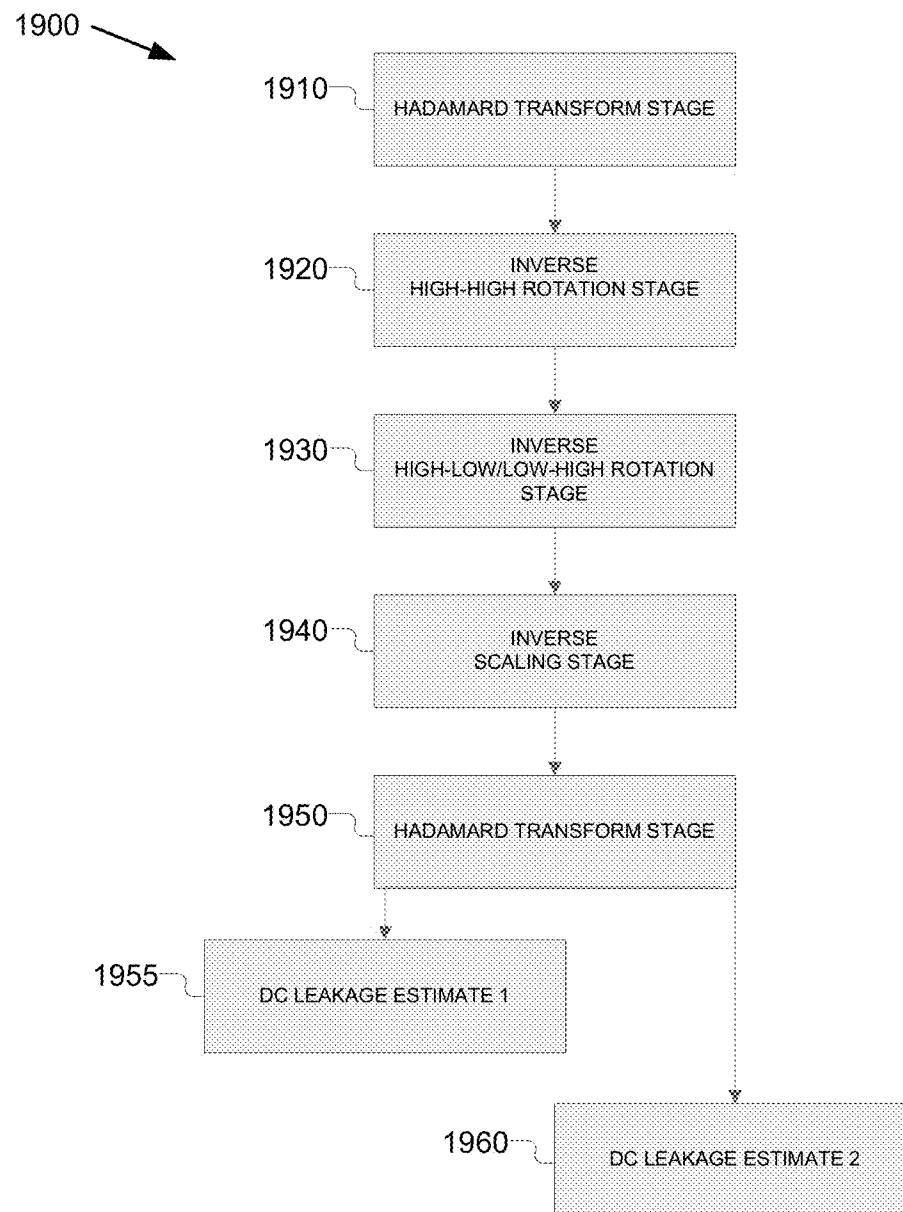 1900
1910
HADAMARD TRANSFORM STAGE
1920
INVERSE
HIGH-HIGH ROTATION STAGE
1930
INVERSE
HIGH-LOW/LOW-HIGH ROTATION
STAGE
1940
INVERSE
SCALING STAGE
1950
HADAMARD TRANSFORM STAGE
1955
DC LEAKAGE ESTIMATE 1
1960
DC LEAKAGE ESTIMATE 2